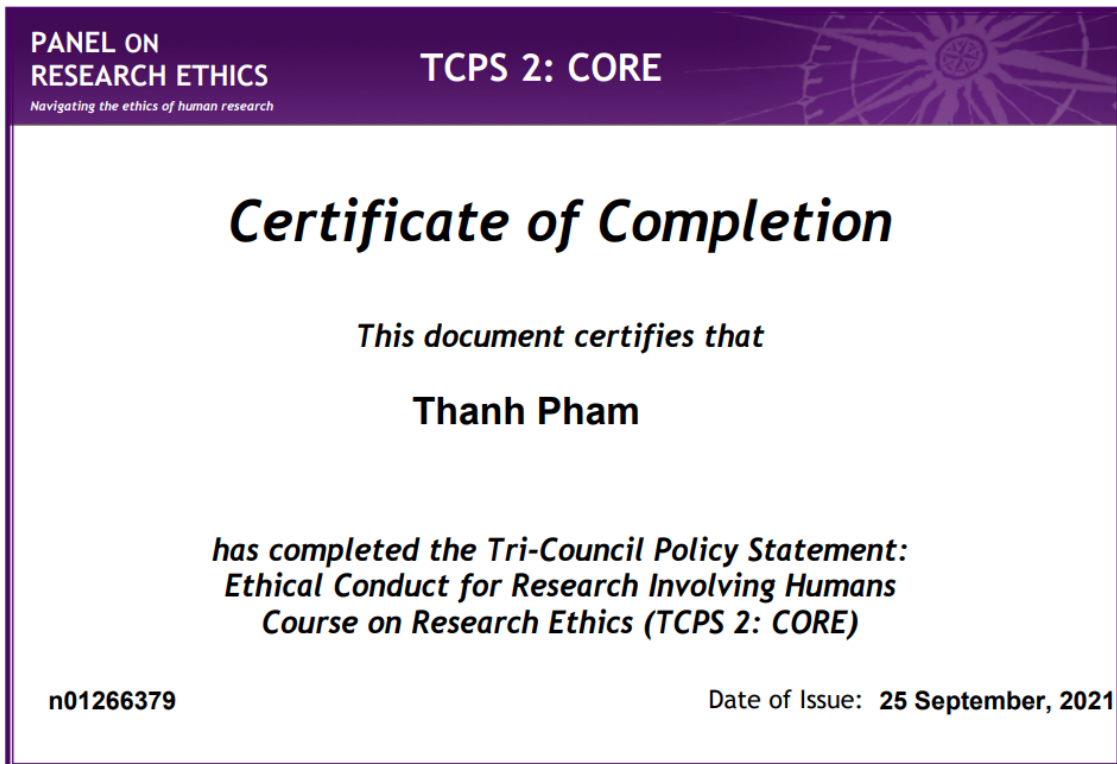 PANEL ON
RESEARCH ETHICS
Navigating the ethics of human research
TCPS 2: CORE
Certificate of Completion
This document certifies that
Thanh Pham
has completed the Tri-Council Policy Statement:
Ethical Conduct for Research Involving Humans
Course on Research Ethics (TCPS 2: CORE)
n01266379
Date of Issue: 25 September, 2021